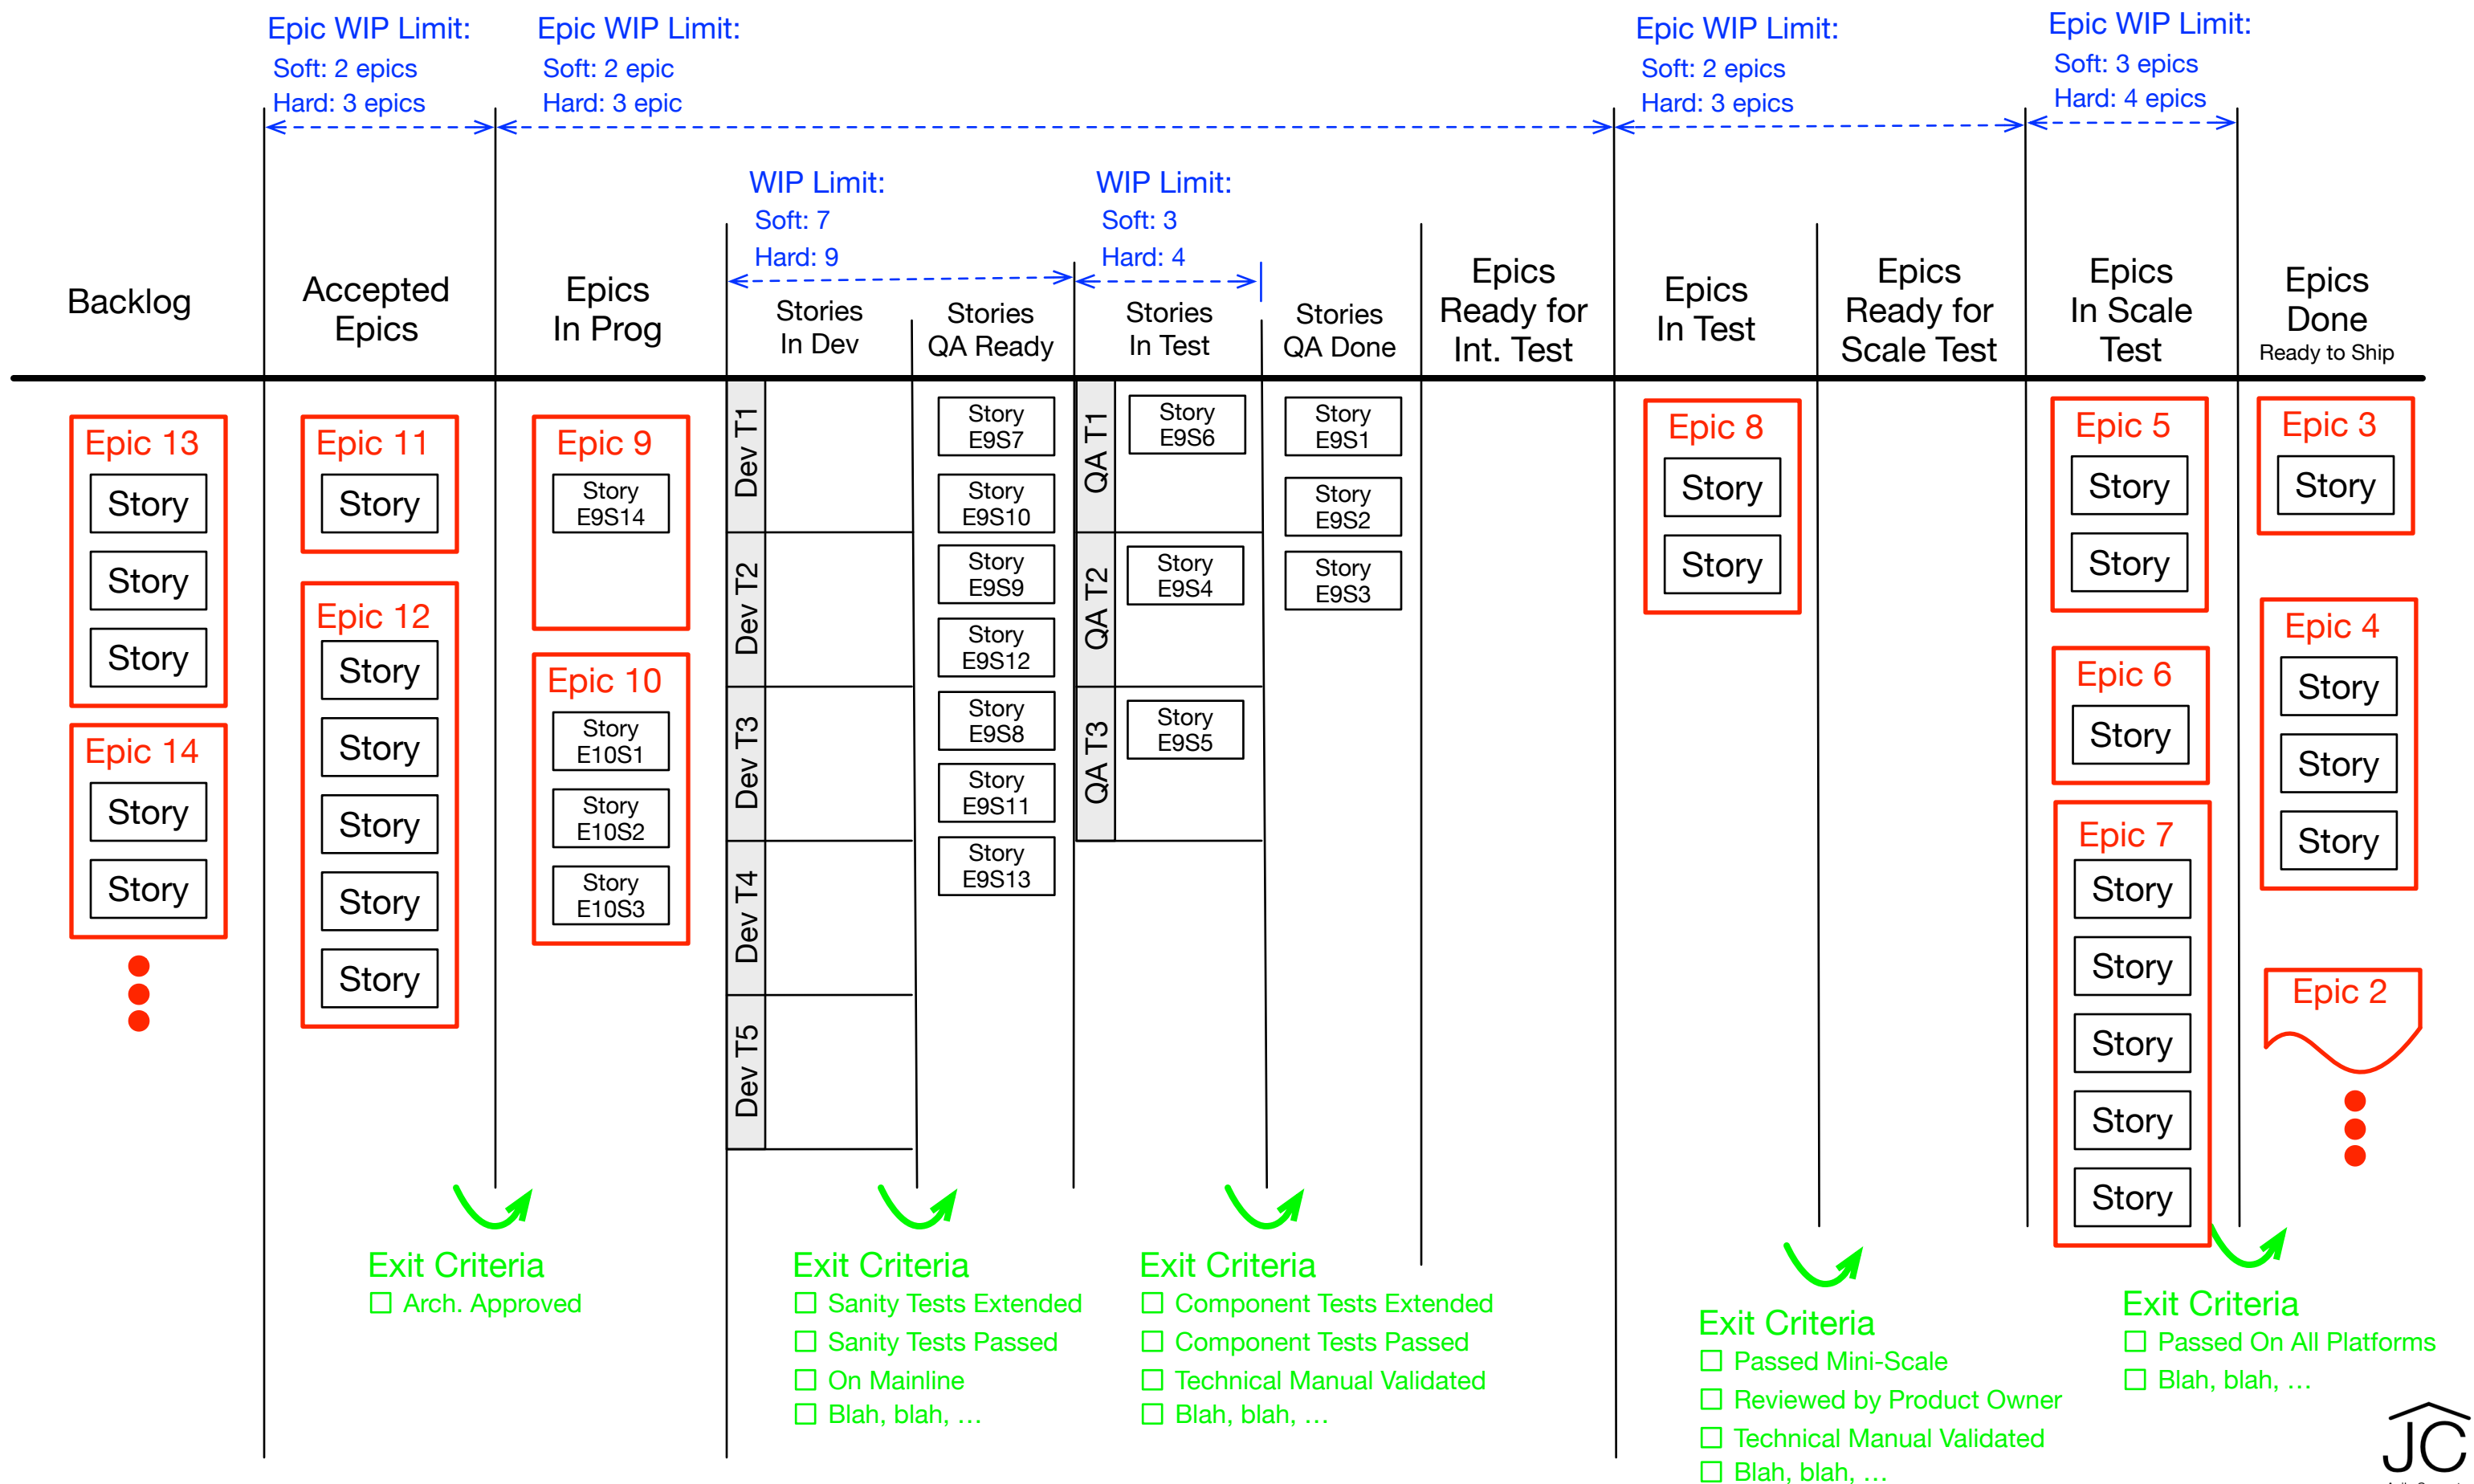 Epic WIP Limit:
Soft: 2 epics
Hard: 3 epics
Epic WIP Limit:
Soft: 2 epic
Hard: 3 epic
Epic WIP Limit:
Soft: 2 epics
Hard: 3 epics
Epic WIP Limit:
Soft: 3 epics
Hard: 4 epics
WIP Limit:
Soft: 7
Hard: 9
WIP Limit:
Soft: 3
Hard: 4
Backlog
Accepted
Epics
Epics
In Prog
Stories
In Dev
Stories
QA Ready
Stories
In Test
Stories
QA Done
Epics
Ready for
Int. Test
Epics
In Test
Epics
Ready for
Scale Test
Epics
In Scale
Test
Epics
Done
Ready to Ship
Epic 13
Story
Story
Story
Epic 14
Story
Story
Epic 11
Story
Epic 12
Story
Story
Story
Story
Story
Epic 9
Story
E9S14
Epic 10
Story
E10S1
Story
E10S2
Story
E10S3
Dev T1
Dev T2
Dev T3
Dev T4
Dev T5
Story
E9S7
Story
E9S10
Story
E9S9
Story
E9S12
Story
E9S8
Story
E9S11
Story
E9S13
QA T1
QA T2
QA T3
Story
E9S6
Story
E9S4
Story
E9S5
Story
E9S1
Story
E9S2
Story
E9S3
Epic 8
Story
Story
Epic 5
Story
Story
Epic 6
Story
Epic 7
Story
Story
Story
Story
Story
Epic 3
Story
Epic 4
Story
Story
Story
Epic 2
Exit Criteria
Arch. Approved
Exit Criteria
Sanity Tests Extended
Sanity Tests Passed
On Mainline
Blah, blah, …
Exit Criteria
Component Tests Extended
Component Tests Passed
Technical Manual Validated
Blah, blah, …
Exit Criteria
Passed Mini-Scale
Reviewed by Product Owner
Technical Manual Validated
Blah, blah, …
Exit Criteria
Passed On All Platforms
Blah, blah, …
JC